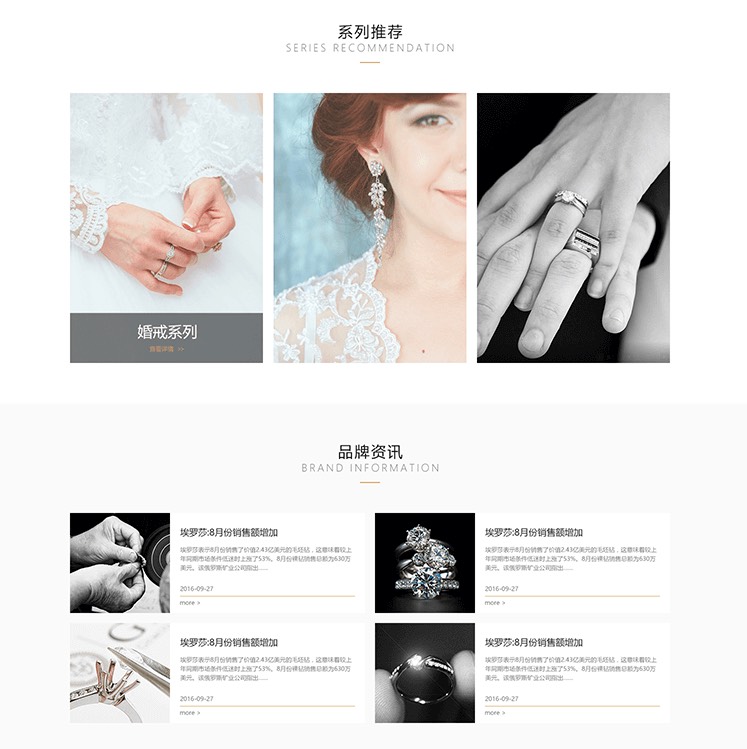 系列推荐
SERIES RECOMMENDATION
婚戒系列
查看详情 >>
品牌资讯
BRAND INFORMATION
埃罗莎:8月份销售额增加
埃罗莎表示8月份销售了价值2.43亿美元的毛坯钻，这意味着较上
年同期市场条件低迷时上涨了53%。8月份裸钻销售总额为630万
美元。该俄罗斯矿业公司指出......
2016-09-27
more >
埃罗莎:8月份销售额增加
埃罗莎表示8月份销售了价值2.43亿美元的毛坯钻，这意味着较上
年同期市场条件低迷时上涨了53%。8月份裸钻销售总额为630万
美元。该俄罗斯矿业公司指出......
2016-09-27
more >
埃罗莎:8月份销售额增加
埃罗莎表示8月份销售了价值2.43亿美元的毛坯钻，这意味着较上
年同期市场条件低迷时上涨了53%。8月份裸钻销售总额为630万
美元。该俄罗斯矿业公司指出......
2016-09-27
more >
埃罗莎:8月份销售额增加
埃罗莎表示8月份销售了价值2.43亿美元的毛坯钻，这意味着较上
年同期市场条件低迷时上涨了53%。8月份裸钻销售总额为630万
美元。该俄罗斯矿业公司指出......
2016-09-27
more >